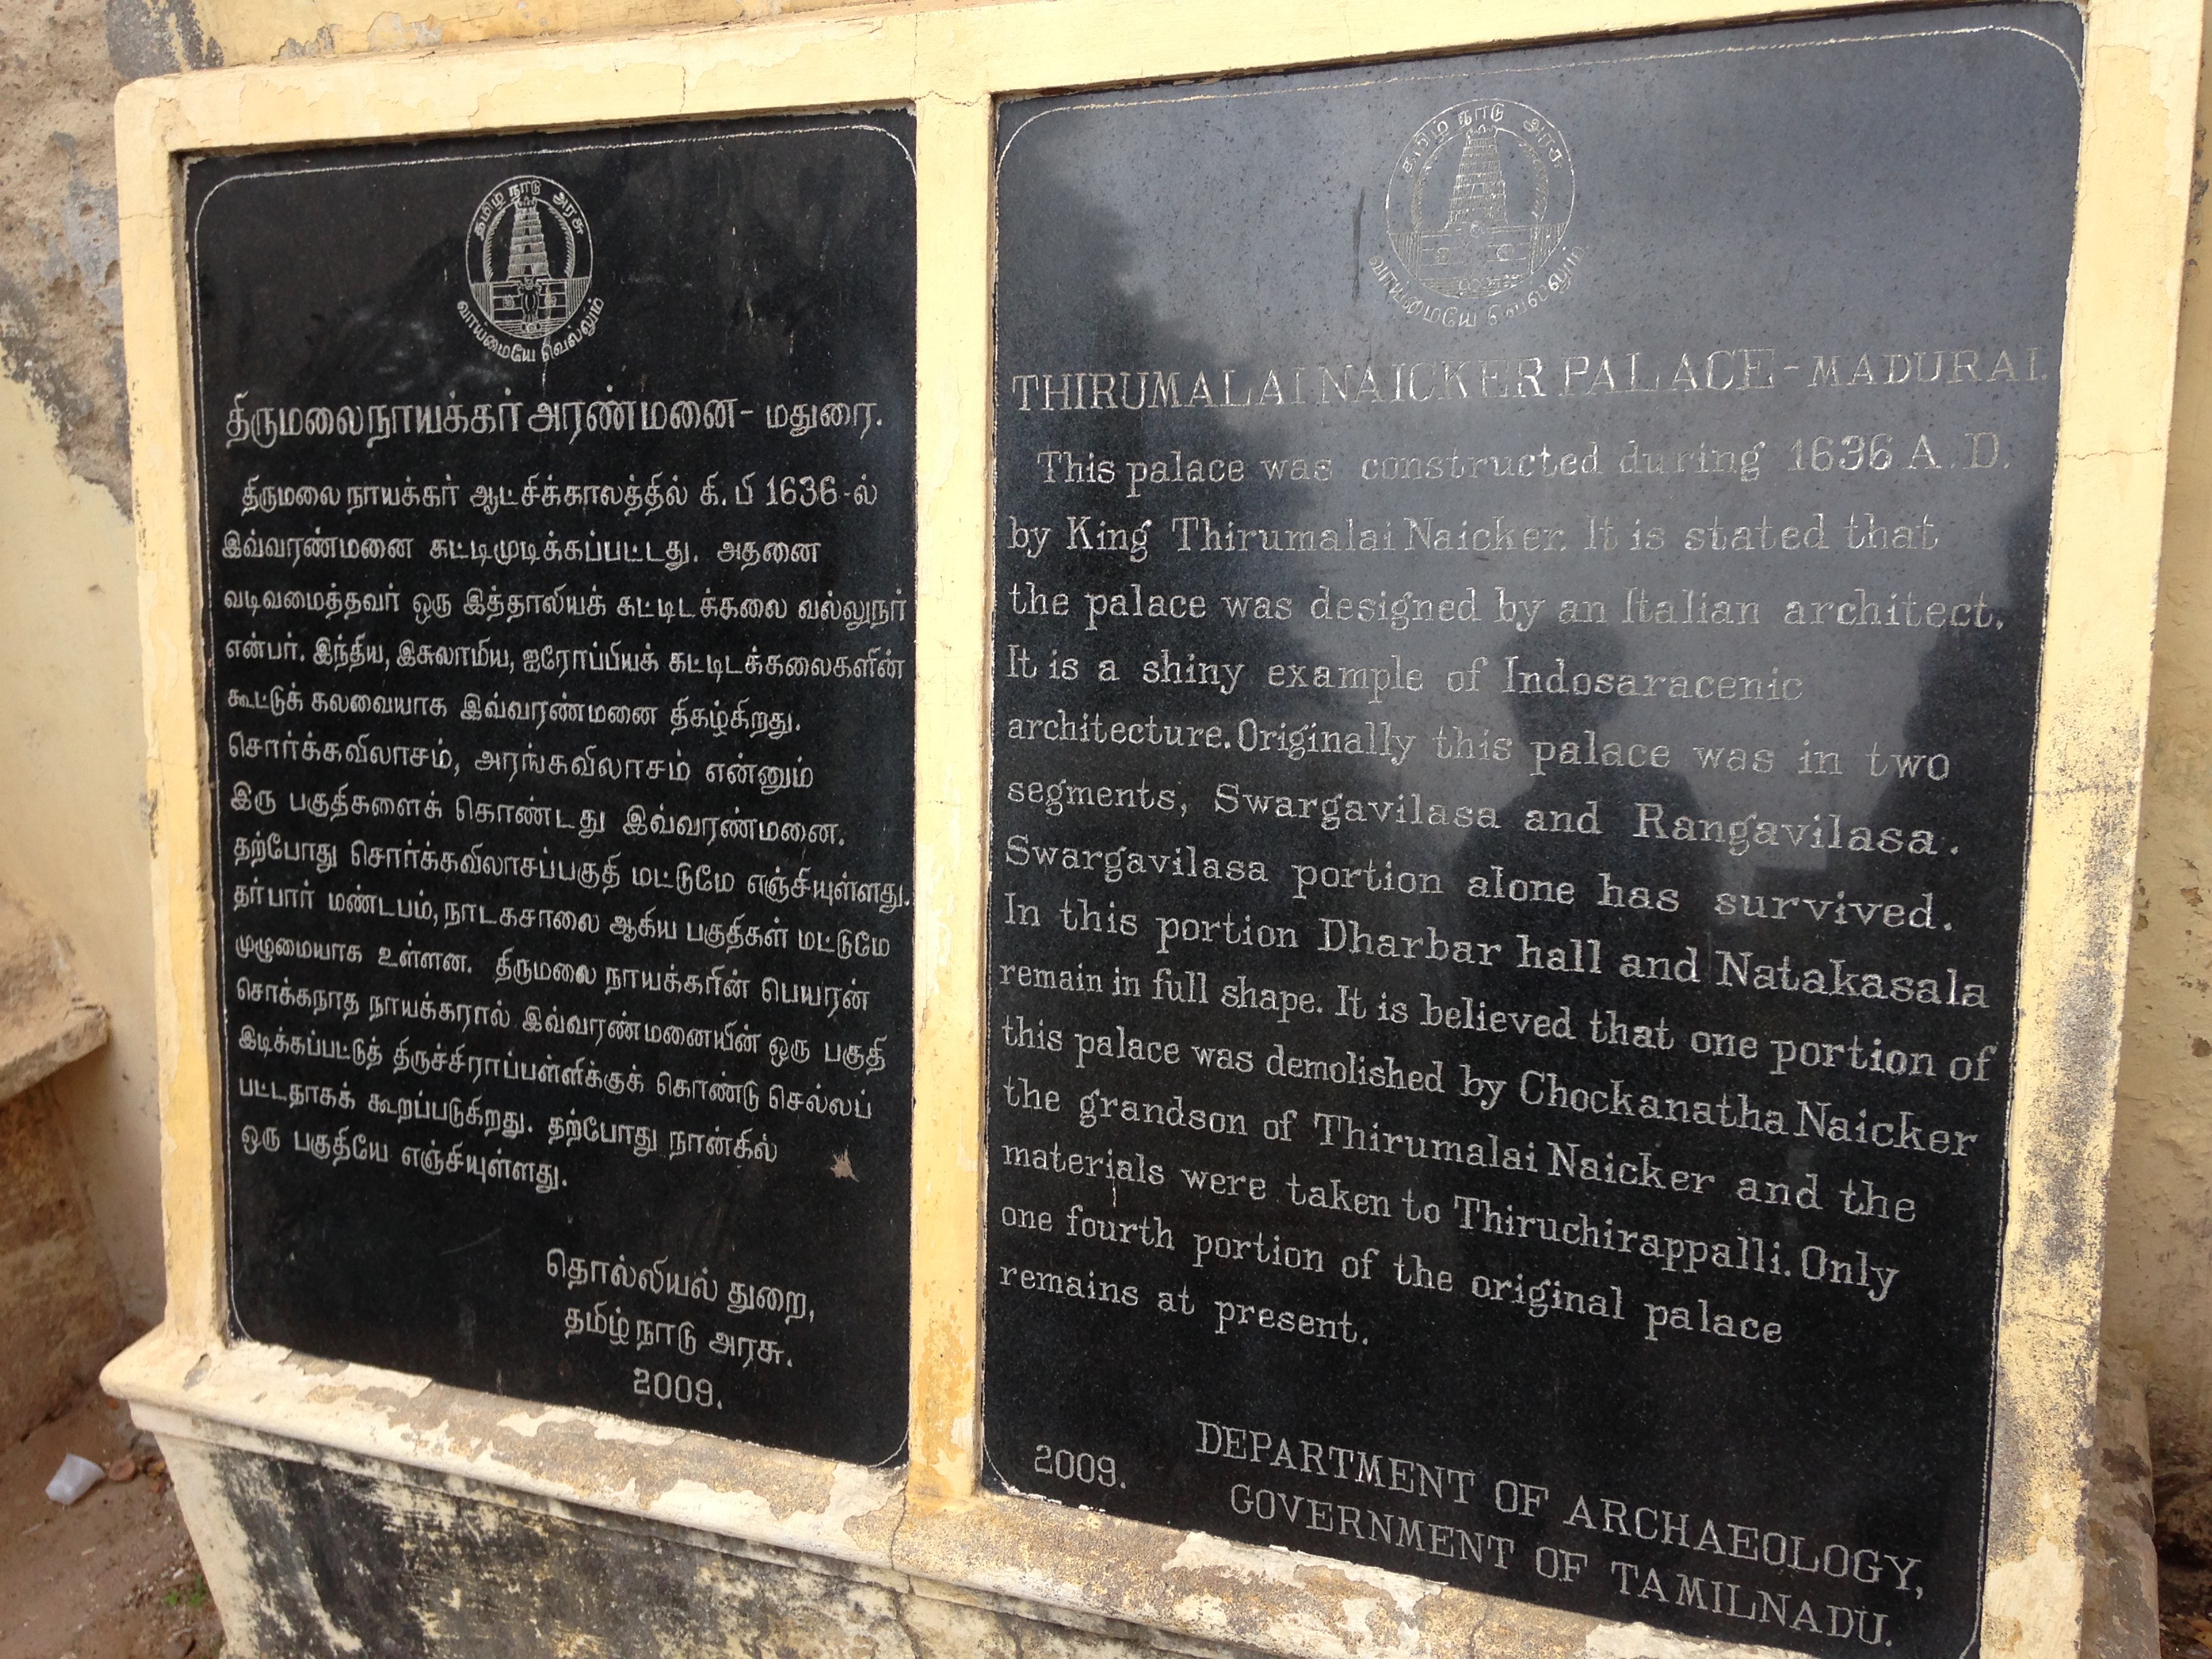 தமிழ் நாடு அரசு
வாய்மையே வெல்லும்
திருமலைநாயக்கர் அரண்மனை - மதுரை.
திருமலை நாயக்கர் ஆட்சிக்காலத்தில் கி. பி 1636-ல்
இவ்வரண்மனை கட்டிமுடிக்கப்பட்டது. அதனை
வடிவமைத்தவர் ஒரு இத்தாலியக் கட்டிடக்கலை வல்லுநர்
என்பர். இந்திய, இசுலாமிய, ஐரோப்பியக் கட்டிடக்கலைகளின்
கூட்டுக் கலவையாக இவ்வரண்மனை திகழ்கிறது.
சொர்க்கவிலாசம், அரங்கவிலாசம் என்னும்
இரு பகுதிகளைக் கொண்டது இவ்வரண்மனை.
தற்போது சொர்க்கவிலாசப்பகுதி மட்டுமே எஞ்சியுள்ளது.
தர்பார் மண்டபம், நாடகசாலை ஆகிய பகுதிகள் மட்டுமே
முழுமையாக உள்ளன. திருமலை நாயக்கரின் பெயரன்
சொக்கநாத நாயக்கரால் இவ்வரண்மனையின் ஒரு பகுதி
இடிக்கப்பட்டுத் திருச்சிராப்பள்ளிக்குக் கொண்டு செல்லப்
பட்டதாகக் கூறப்படுகிறது. தற்போது நான்கில்
ஒரு பகுதியே எஞ்சியுள்ளது.
தொல்லியல் துறை,
தமிழ் நாடு அரசு.
2009.
தமிழ் நாடு அரசு
வாய்மையே வெல்லும்
THIRUMALAI NAICKER PALACE - MADURAI.
This palace was constructed during 1636 A.D.
by King Thirumalai Naicker. It is stated that
the palace was designed by an Italian architect.
It is a shiny example of Indosaracenic
architecture. Originally this palace was in two
segments, Swargavilasa and Rangavilasa.
Swargavilasa portion alone has survived.
In this portion Dharbar hall and Natakasala
remain in full shape. It is believed that one portion of
this palace was demolished by Chockanatha Naicker
the grandson of Thirumalai Naicker and the
materials were taken to Thiruchirappalli. Only
one fourth portion of the original palace
remains at present.
2009. DEPARTMENT OF ARCHAEOLOGY,
GOVERNMENT OF TAMILNADU.